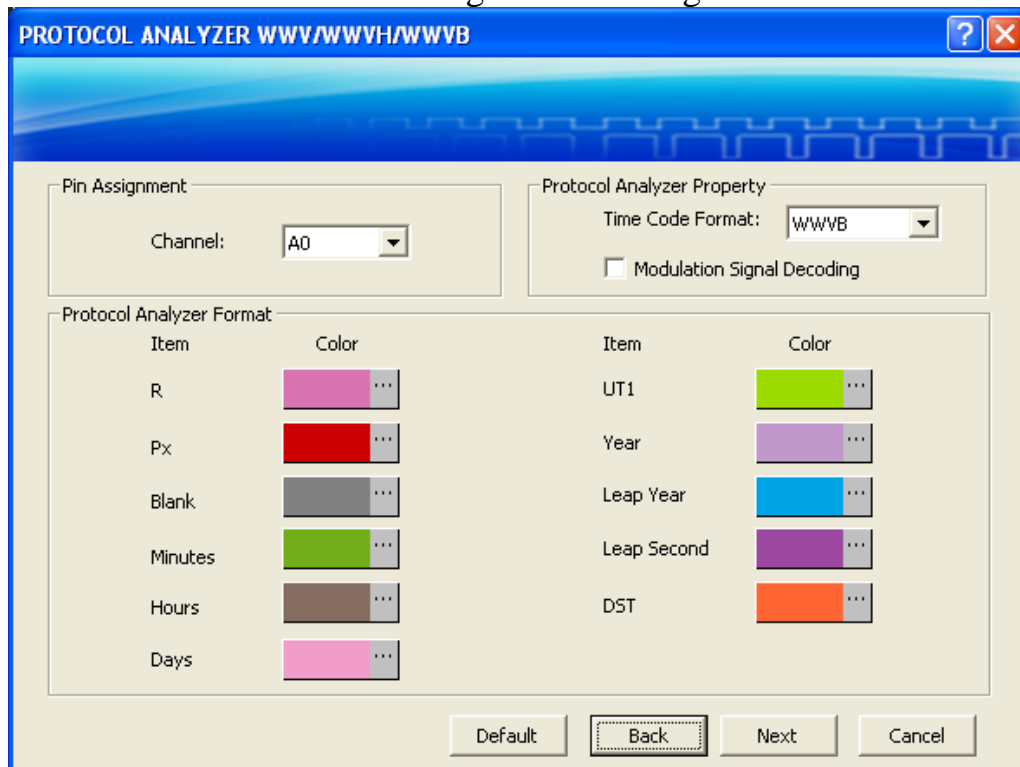 PROTOCOL ANALYZER WWV/WWVH/WWVB
Pin Assignment
Channel: A0
Protocol Analyzer Property
Time Code Format: WWVB
Modulation Signal Decoding
Protocol Analyzer Format
Item Color Item Color
R UT1
Px Year
Blank Leap Year
Minutes Leap Second
Hours DST
Days
Default Back Next Cancel